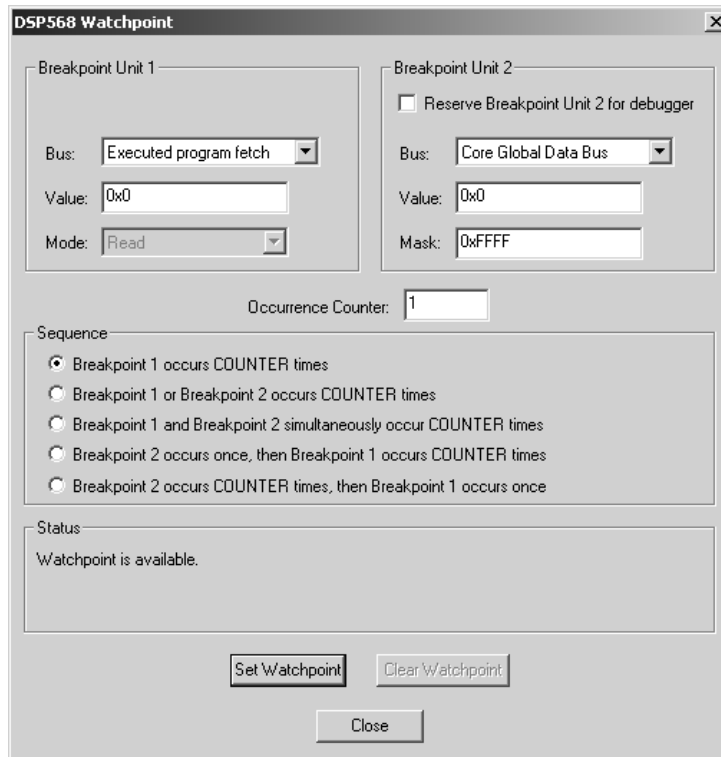 DSP568 Watchpoint
Breakpoint Unit 1
Bus: Executed program fetch
Value: 0x0
Mode: Read
Breakpoint Unit 2
Reserve Breakpoint Unit 2 for debugger
Bus: Core Global Data Bus
Value: 0x0
Mask: 0xFFFF
Occurrence Counter: 1
Sequence
Breakpoint 1 occurs COUNTER times
Breakpoint 1 or Breakpoint 2 occurs COUNTER times
Breakpoint 1 and Breakpoint 2 simultaneously occur COUNTER times
Breakpoint 2 occurs once, then Breakpoint 1 occurs COUNTER times
Breakpoint 2 occurs COUNTER times, then Breakpoint 1 occurs once
Status
Watchpoint is available.
Set Watchpoint
Clear Watchpoint
Close